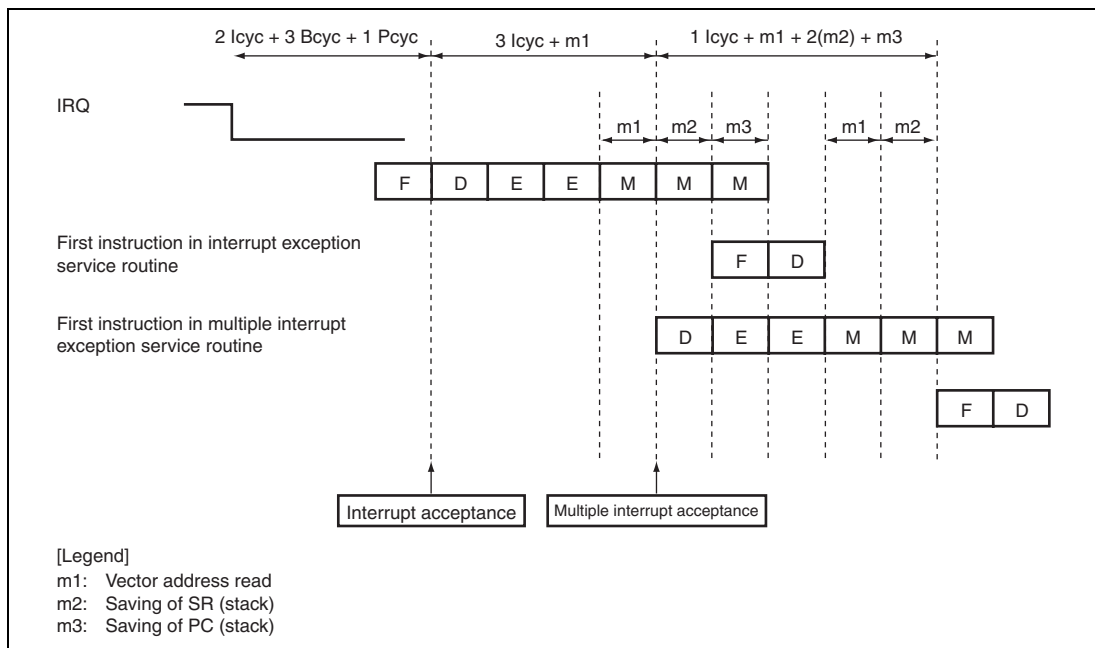 2 Icyc + 3 Bcyc + 1 Pcyc
3 Icyc + m1
1 Icyc + m1 + 2(m2) + m3
IRQ
m1 m2 m3 m1 m2
F D E E M M M
First instruction in interrupt exception
service routine
F D
First instruction in multiple interrupt
exception service routine
D E E M M M
F D
Interrupt acceptance
Multiple interrupt acceptance
[Legend]
m1: Vector address read
m2: Saving of SR (stack)
m3: Saving of PC (stack)